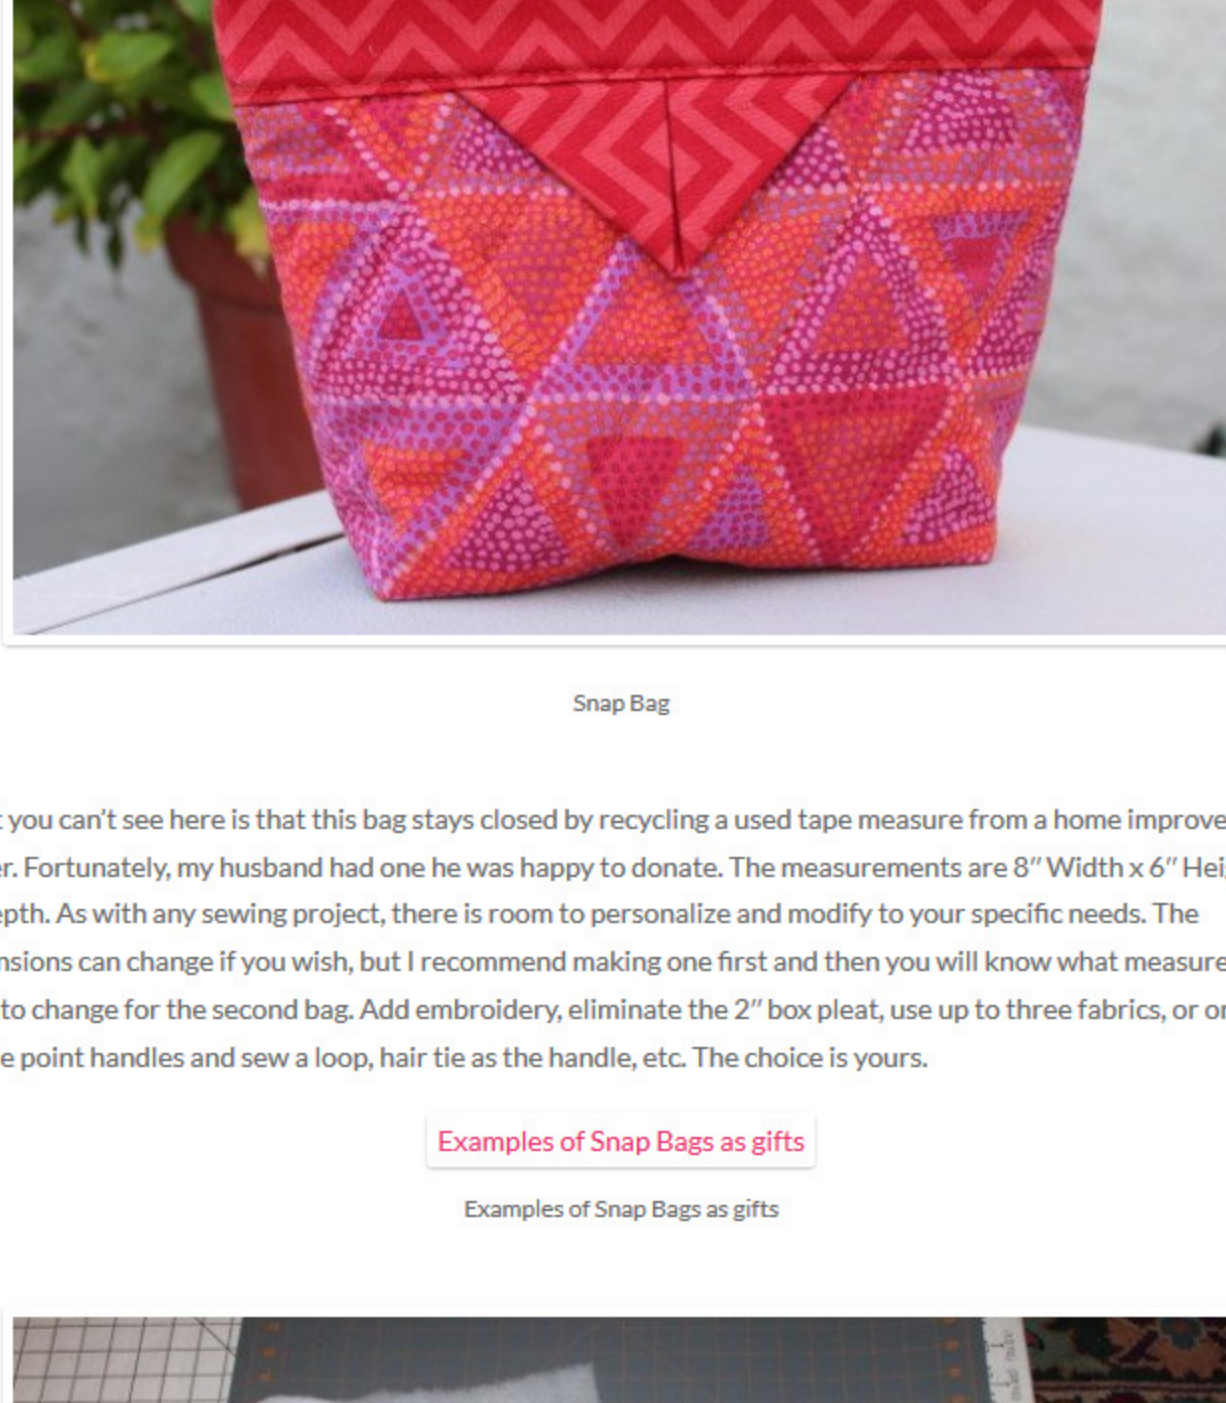 Snap Bag
you can’t see here is that this bag stays closed by recycling a used tape measure from a home
Fortunately, my husband had one he was happy to donate. The measurements are 8″ Width x 6″
As with any sewing project, there is room to personalize and modify to your specific needs. The
can change if you wish, but I recommend making one first and then you will know what
to change for the second bag. Add embroidery, eliminate the 2″ box pleat, use up to three fabrics, or
point handles and sew a loop, hair tie as the handle, etc. The choice is yours.
Examples of Snap Bags as gifts
Examples of Snap Bags as gifts